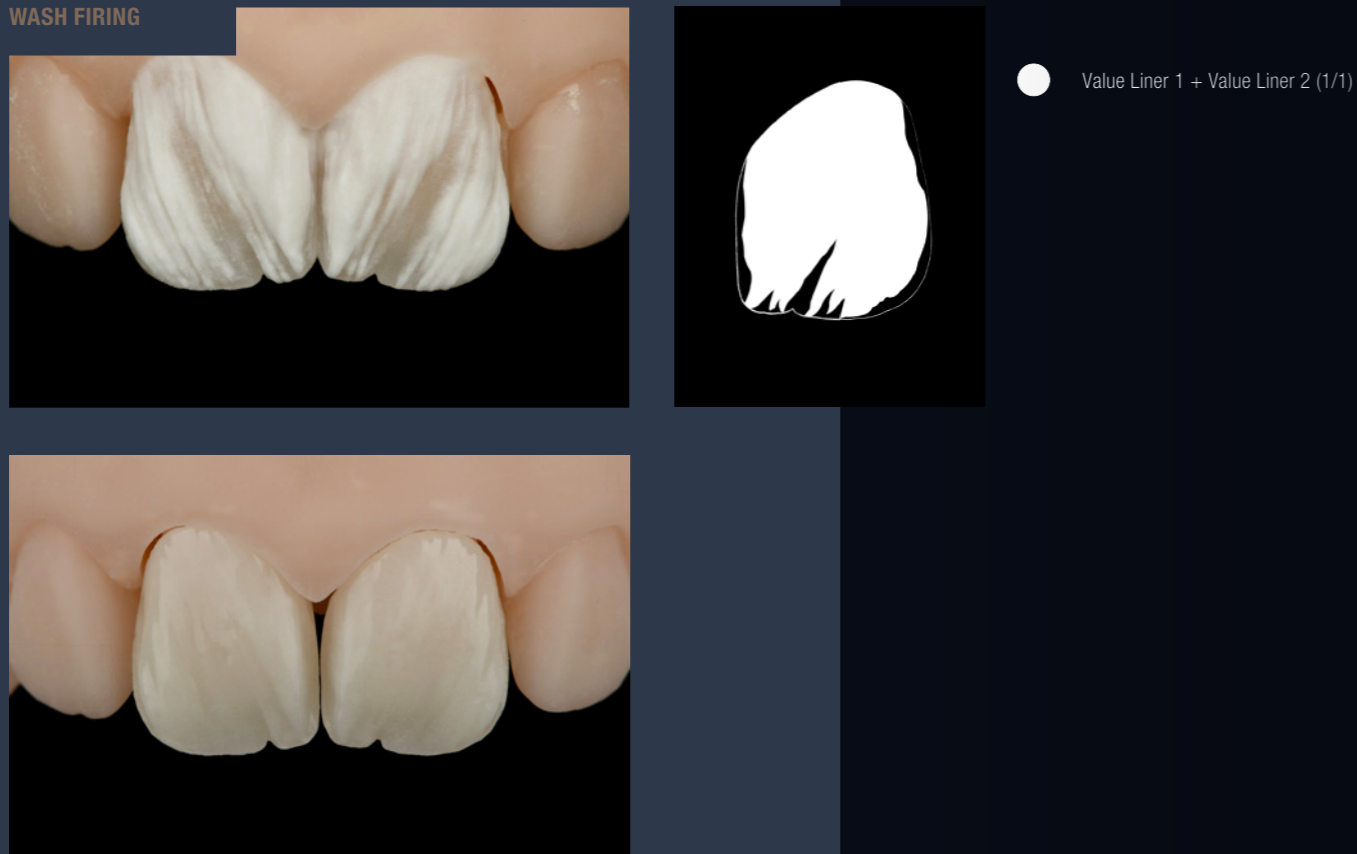 WASH FIRING
Value Liner 1 + Value Liner 2 (1/1)